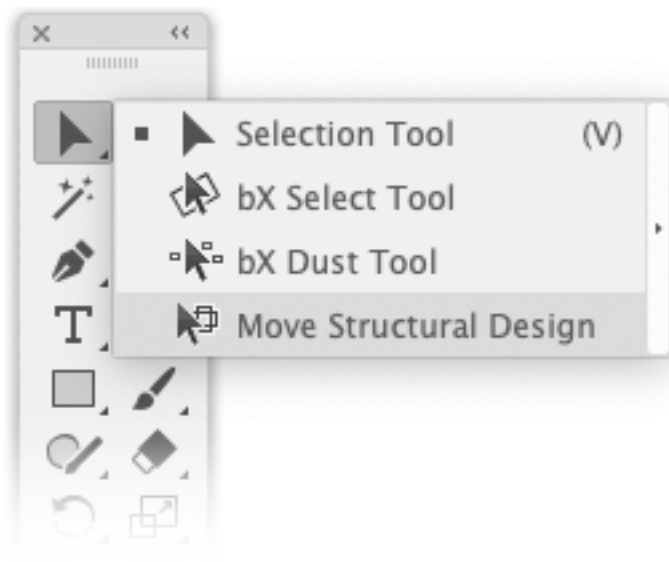 Selection Tool (V)
bX Select Tool
bX Dust Tool
Move Structural Design
T